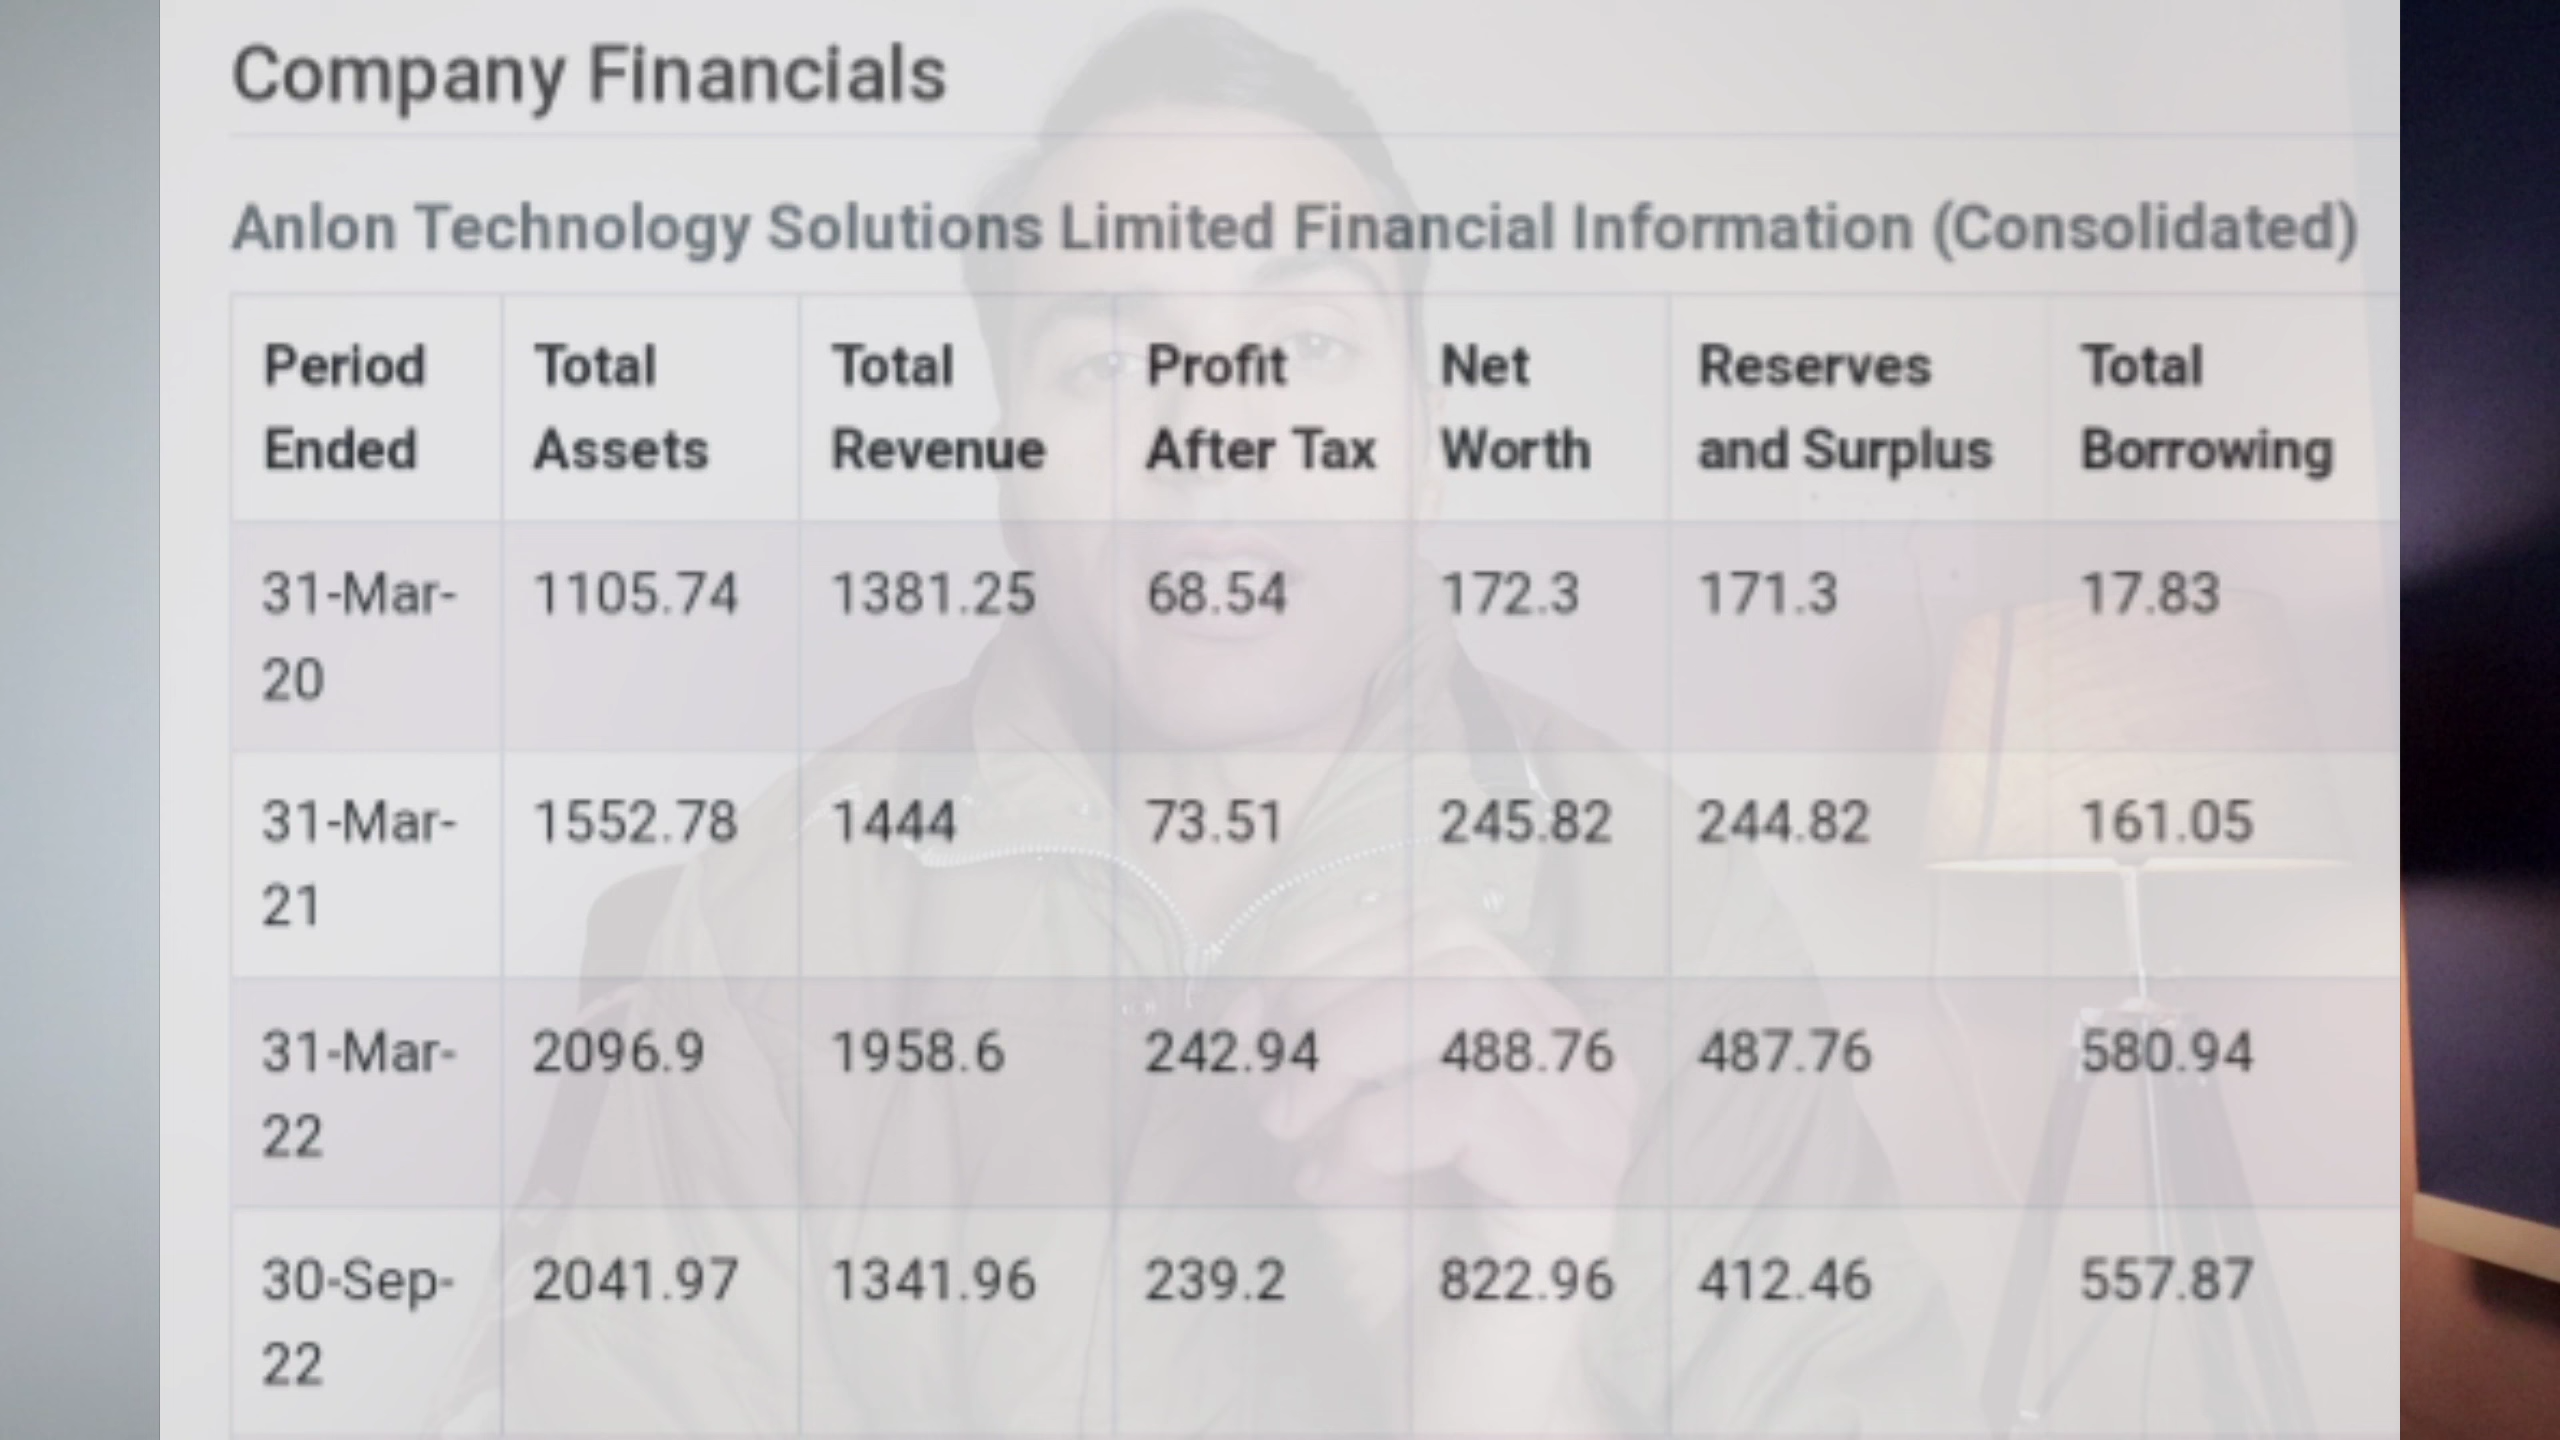 Company Financials
Anlon Technology Solutions Limited Financial Information (Consolidated)
Period Ended Total Assets Total Revenue Profit After Tax Net Worth Reserves and Surplus Total Borrowing
31-Mar-20 1105.74 1381.25 68.54 172.3 171.3 17.83
31-Mar-21 1552.78 1444 73.51 245.82 244.82 161.05
31-Mar-22 2096.9 1958.6 242.94 488.76 487.76 580.94
30-Sep-22 2041.97 1341.96 239.2 822.96 412.46 557.87